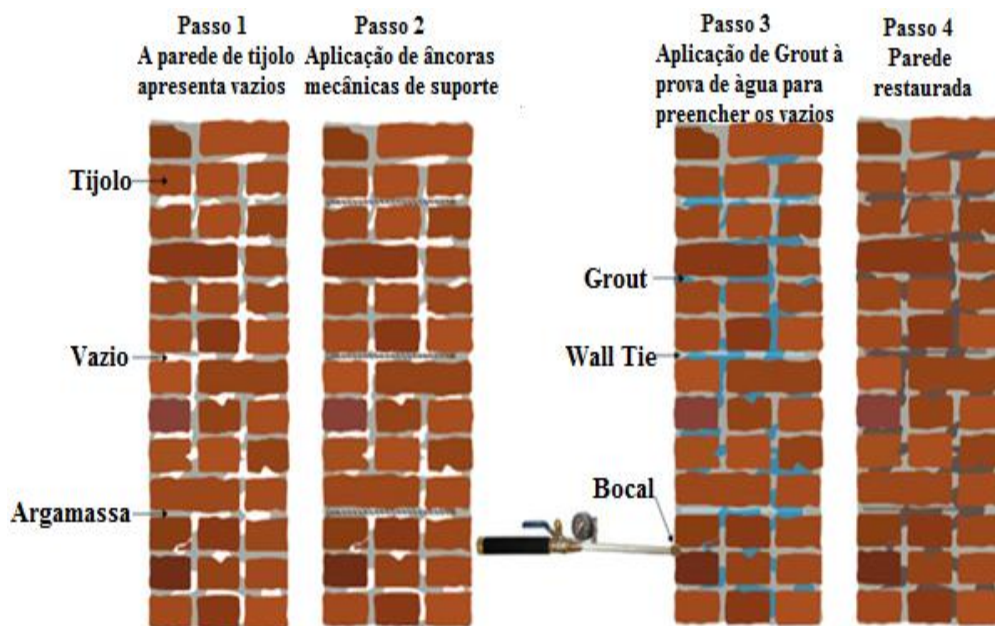 Passo 1
A parede de tijolo
apresenta vazios
Passo 2
Aplicação de âncoras
mecânicas de suporte
Passo 3
Aplicação de Grout à
prova de àgua para
preencher os vazios
Passo 4
Parede
restaurada
Tijolo
Vazio
Argamassa
Grout
Wall Tie
Bocal